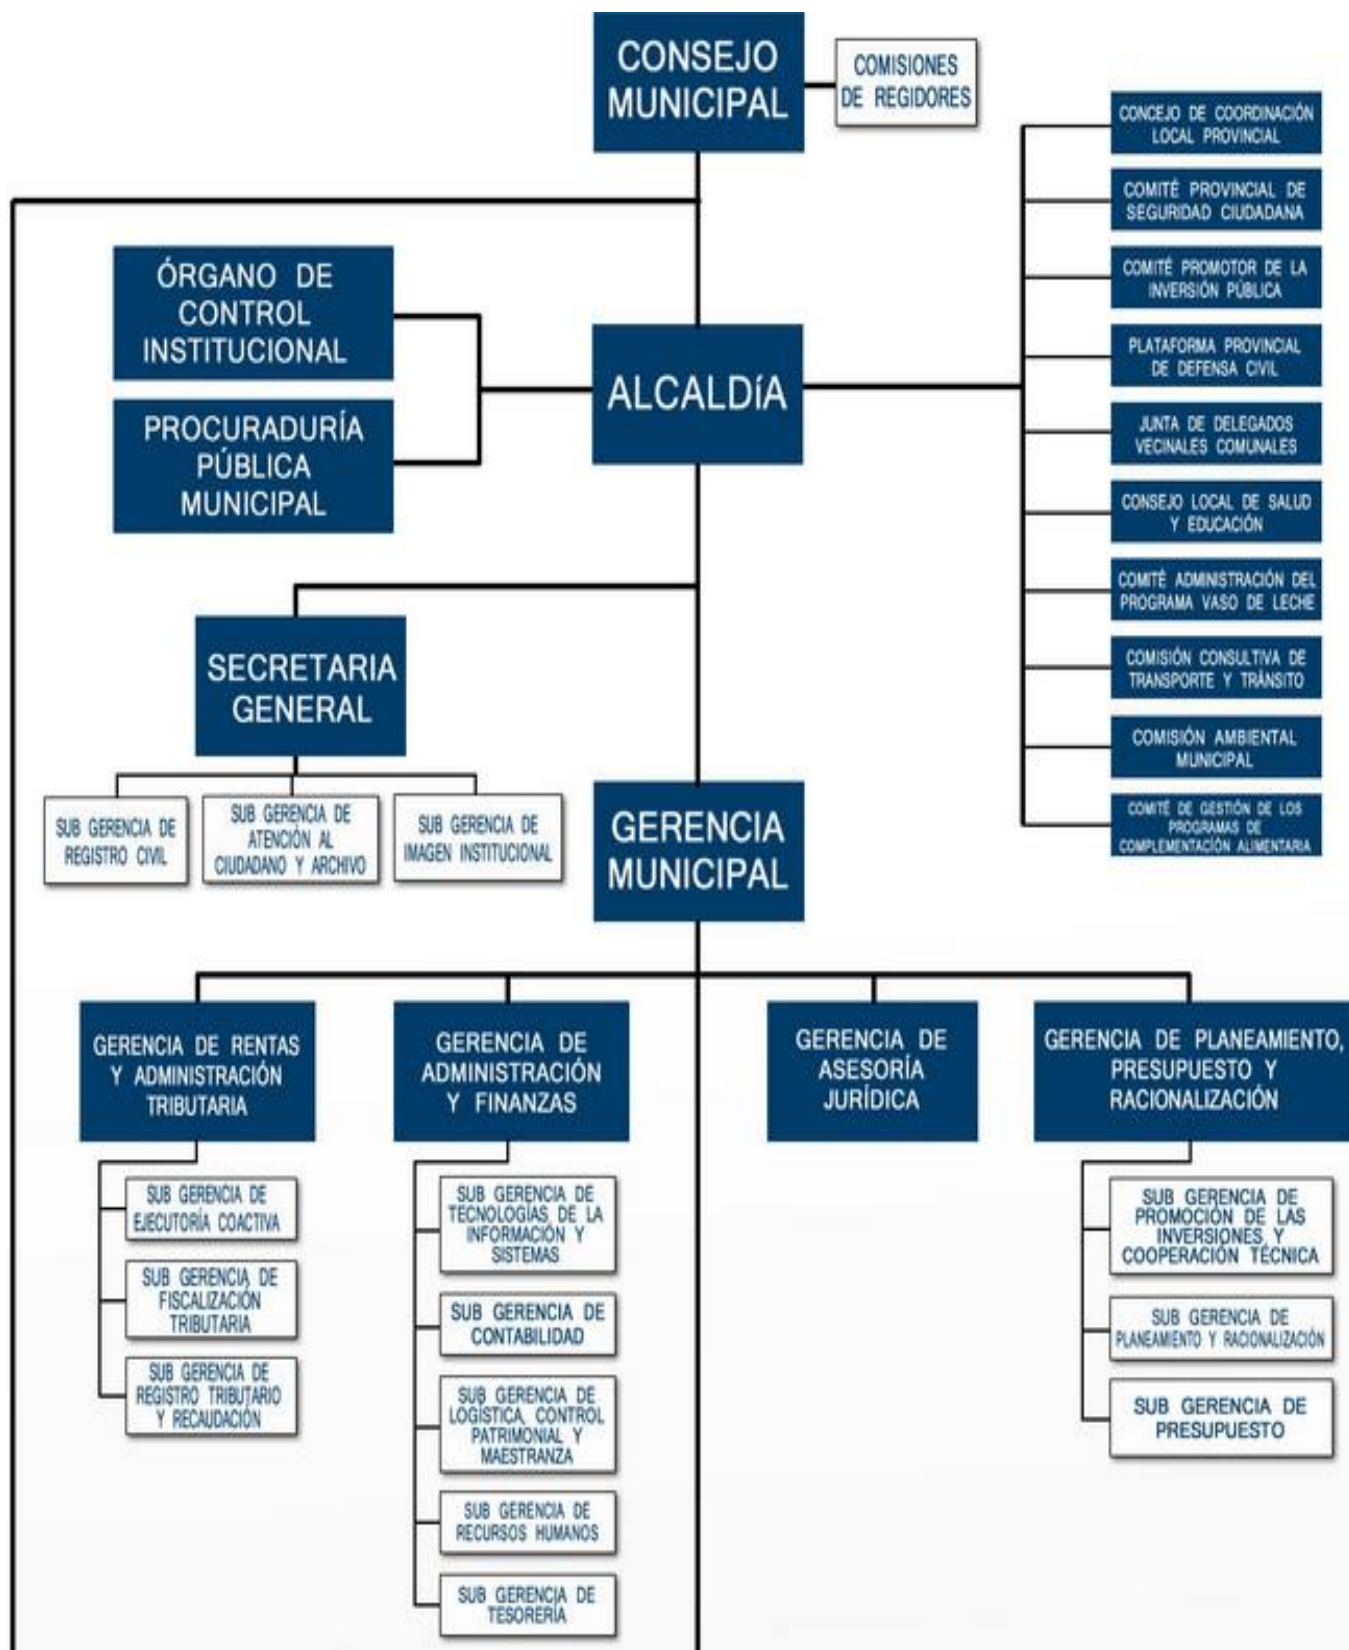 CONSEJO
MUNICIPAL
COMISIONES
DE REGIDORES
CONCEJO DE COORDINACIÓN
LOCAL PROVINCIAL
COMITÉ PROVINCIAL DE
SEGURIDAD CIUDADANA
COMITÉ PROMOTOR DE LA
INVERSIÓN PÚBLICA
PLATAFORMA PROVINCIAL
DE DEFENSA CIVIL
JUNTA DE DELEGADOS
VECINALES COMUNALES
CONSEJO LOCAL DE SALUD
Y EDUCACIÓN
COMITÉ ADMINISTRACIÓN DEL
PROGRAMA VASO DE LECHE
COMISIÓN CONSULTIVA DE
TRANSPORTE Y TRÂNSITO
COMISIÓN AMBIENTAL
MUNICIPAL
COMITÉ DE GESTIÓN DE LOS
PROGRAMAS DE
COMPLEMENTACÍON ALIMENTARIA
ÓRGANO DE
CONTROL
INSTITUCIONAL
PROCURADURÍA
PÚBLICA
MUNICIPAL
ALCALDíA
SECRETARIA
GENERAL
SUB GERENCIA DE
REGISTRO CIVIL
SUB GERENCIA DE
ATENCIÓN AL
CIUDADANO Y ARCHIVO
SUB GERENCIA DE
IMAGEN INSTITUCIONAL
GERENCIA
MUNICIPAL
GERENCIA DE RENTAS
Y ADMINISTRACIÓN
TRIBUTARIA
SUB GERENCIA DE
EJECUTORÍA COACTIVA
SUB GERENCIA DE
FISCALIZACIÓN
TRIBUTARIA
SUB GERENCIA DE
REGISTRO TRIBUTARIO
Y RECAUDACIÓN
GERENCIA DE
ADMINISTRACIÓN
Y FINANZAS
SUB GERENCIA DE
TECNOLOGÍAS DE LA
INFORMACIÓN Y
SISTEMAS
SUB GERENCIA DE
CONTABILIDAD
SUB GERENCIA DE
LOGÍSTICA, CONTROL
PATRIMONIAL Y
MAESTRANZA
SUB GERENCIA DE
RECURSOS HUMANOS
SUB GERENCIA DE
TESORERÍA
GERENCIA DE
ASESORÍA
JURÍDICA
GERENCIA DE PLANEAMIENTO,
PRESUPUESTO Y
RACIONALIZACIÓN
SUB GERENCIA DE
PROMOCIÓN DE LAS
INVERSIONES Y
COOPERACIÓN TÉCNICA
SUB GERENCIA DE
PLANEAMIENTO Y RACIONALIZACIÓN
SUB GERENCIA DE
PRESUPUESTO